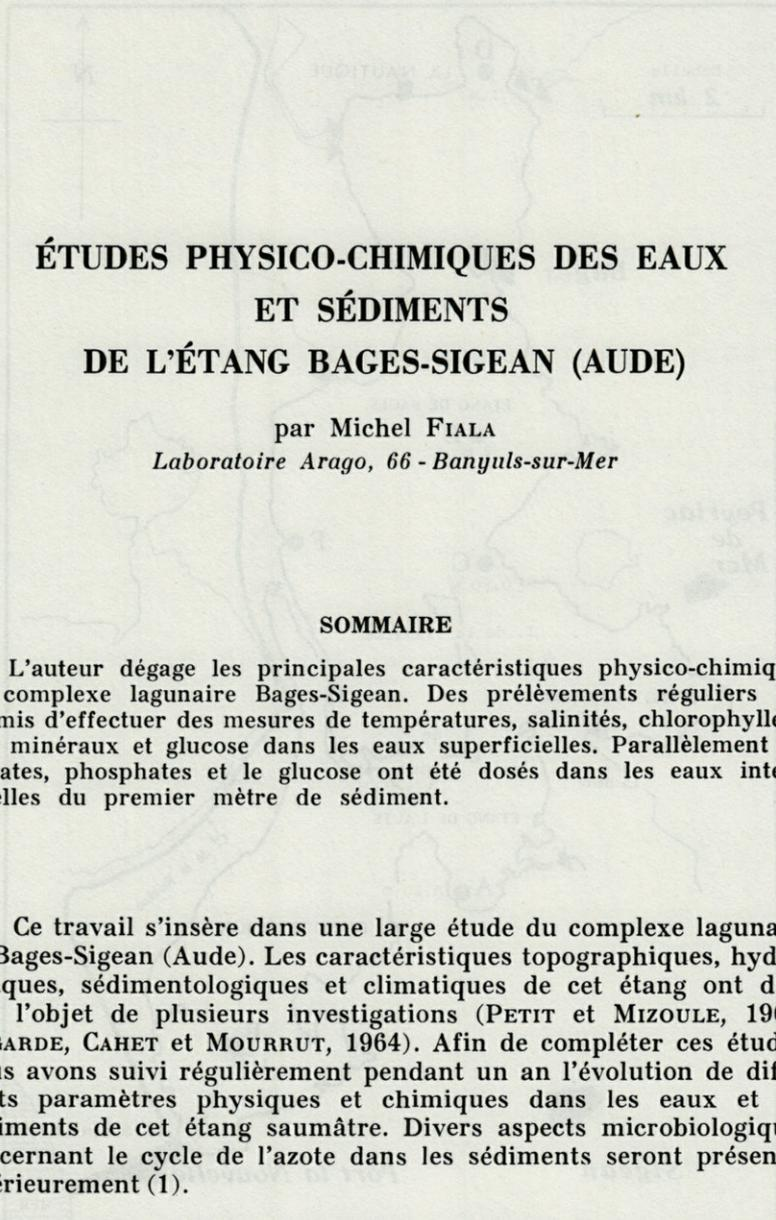 ÉTUDES PHYSICO-CHIMIQUES DES EAUX
ET SÉDIMENTS
DE L'ÉTANG BAGES-SIGEAN (AUDE)
par Michel FIALA
Laboratoire Arago, 66 - Banyuls-sur-Mer
SOMMAIRE
L'auteur dégage les principales caractéristiques physico-chimiq
complexe lagunaire Bages-Sigean. Des prélèvements réguliers
mis d'effectuer des mesures de températures, salinités, chlorophylle
minéraux et glucose dans les eaux superficielles. Parallèlement
ates, phosphates et le glucose ont été dosés dans les eaux inte
elles du premier mètre de sédiment.
Ce travail s'insère dans une large étude du complexe laguna
Bages-Sigean (Aude). Les caractéristiques topographiques, hyd
ques, sédimentologiques et climatiques de cet étang ont d
l'objet de plusieurs investigations (PETIT et MIZOULE, 19
GARDE, CAHET et MOURRUT, 1964). Afin de compléter ces étud
s avons suivi régulièrement pendant un an l'évolution de dif
ts paramètres physiques et chimiques dans les eaux et
iments de cet étang saumâtre. Divers aspects microbiologiqu
cernant le cycle de l'azote dans les sédiments seront présen
érieurement (1).